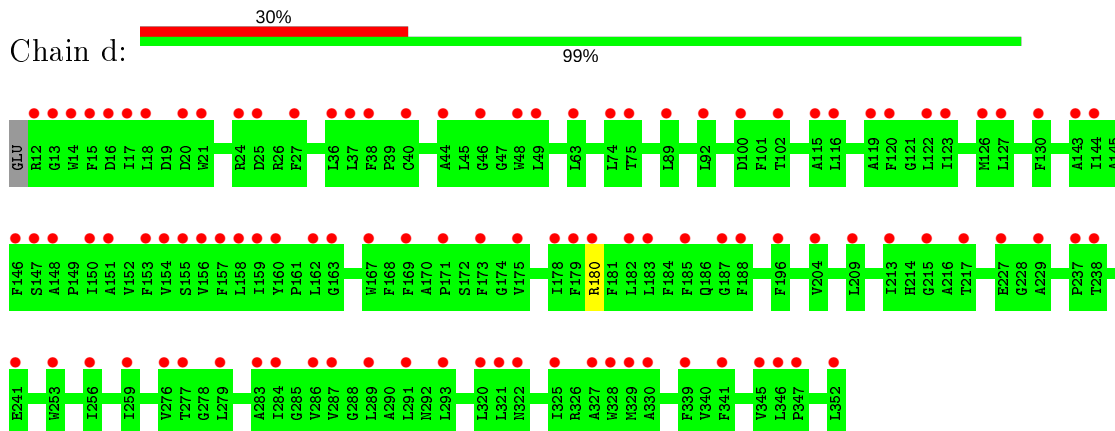 30%
Chain d:
99%
GLU R12 G13 W14 F15 D16 I17 L18 D19 D20 W21 R24 D25 R26 F27 L36 L37 F38 P39 C40 A44 L45 G46 G47 W48 L49 L63 L74 T75 L89 L92 D100 F101 T102 A115 L116 A119 F120 G121 L122 I123 M126 L127 F130 A143 I144 A145
F146 S147 A148 P149 I150 A151 V152 F153 V154 S155 V156 F157 L158 I159 Y160 P161 L162 G163 W167 F168 F169 A170 P171 S172 F173 G174 V175 I178 F179 R180 F181 L182 L183 F184 F185 Q186 G187 F188 F196 V204 L209 I213 H214 G215 A216 T217 E227 G228 A229 P237 T238
E241 W253 I256 I259 V276 T277 G278 L279 A283 I284 G285 V286 V287 G288 L289 A290 L291 N292 L293 L320 L321 N322 I325 R326 A327 W328 M329 A330 F339 V340 F341 V345 L346 P347 L352